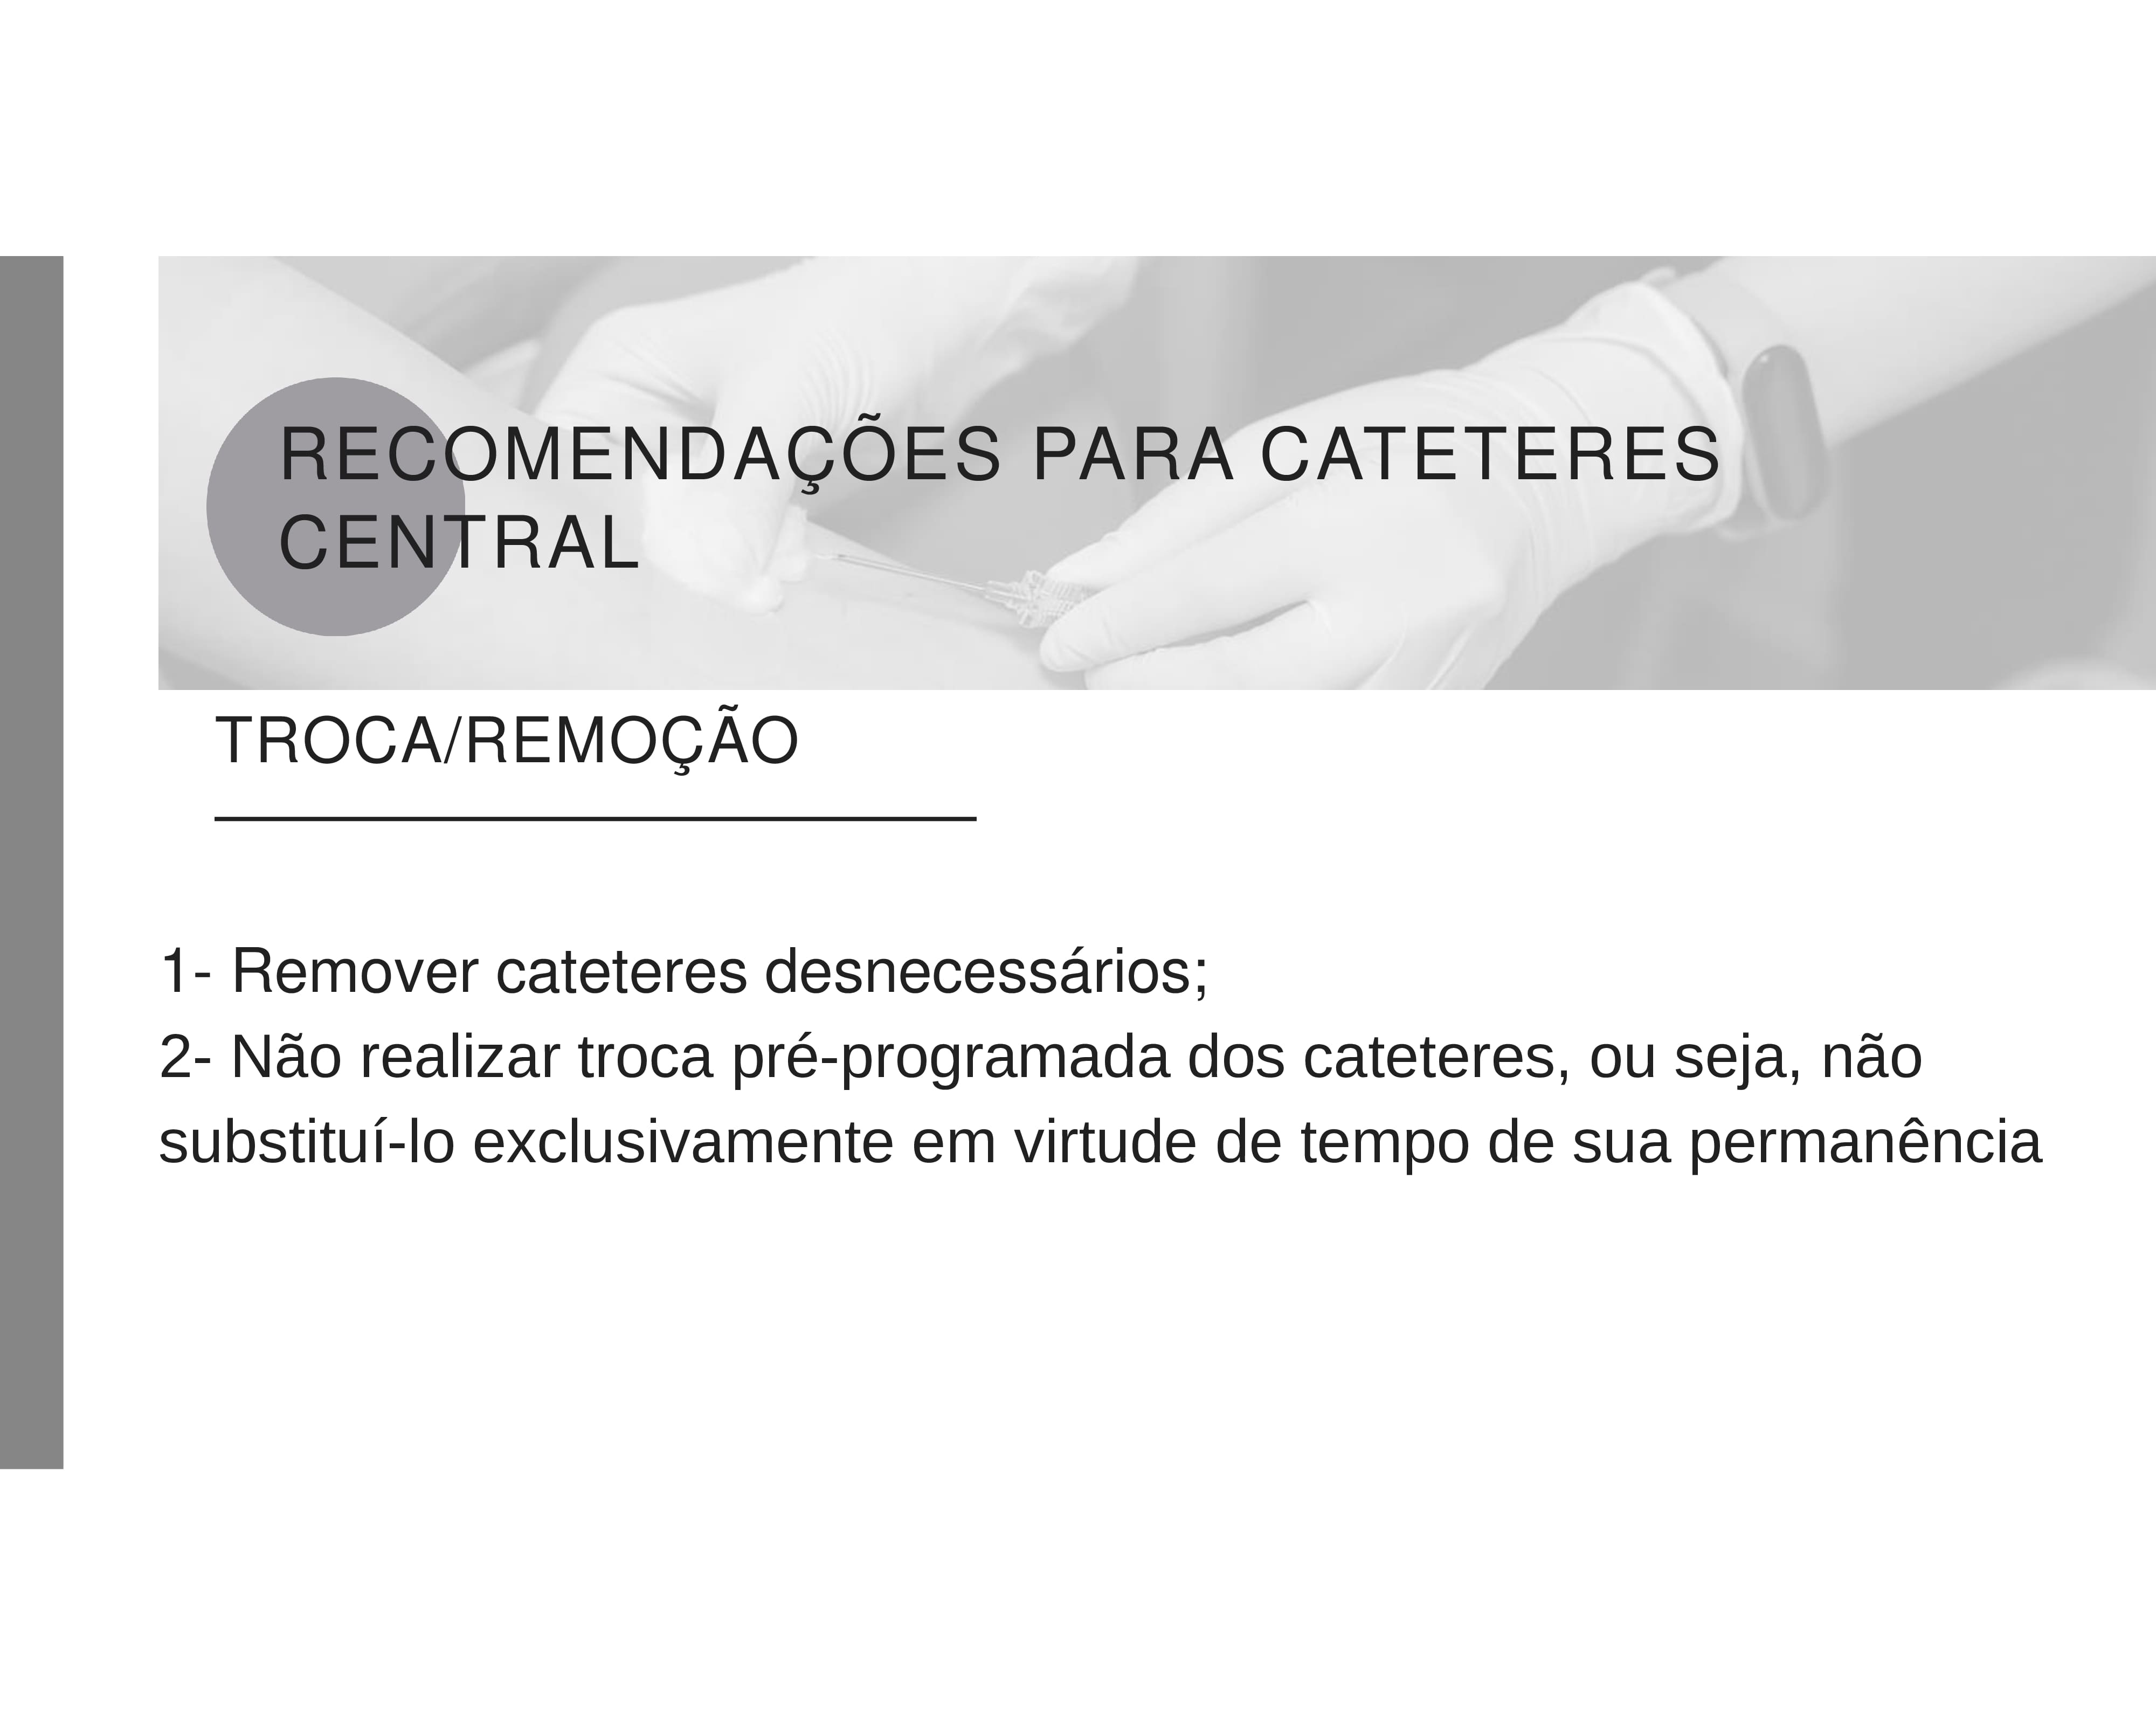 RECOMENDAÇÕES PARA CATETERES
CENTRAL
TROCA/REMOÇÃO
1- Remover cateteres desnecessários;
2- Não realizar troca pré-programada dos cateteres, ou seja, não
substituí-lo exclusivamente em virtude de tempo de sua permanência